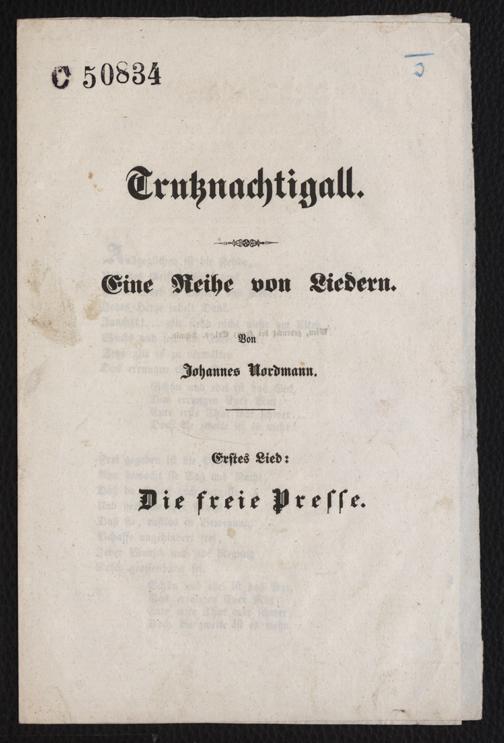 C 50834
Trutznachtigall.
Eine Reihe von Liedern.
Von
Johannes Nordmann.
Erstes Lied:
Die freie Presse.